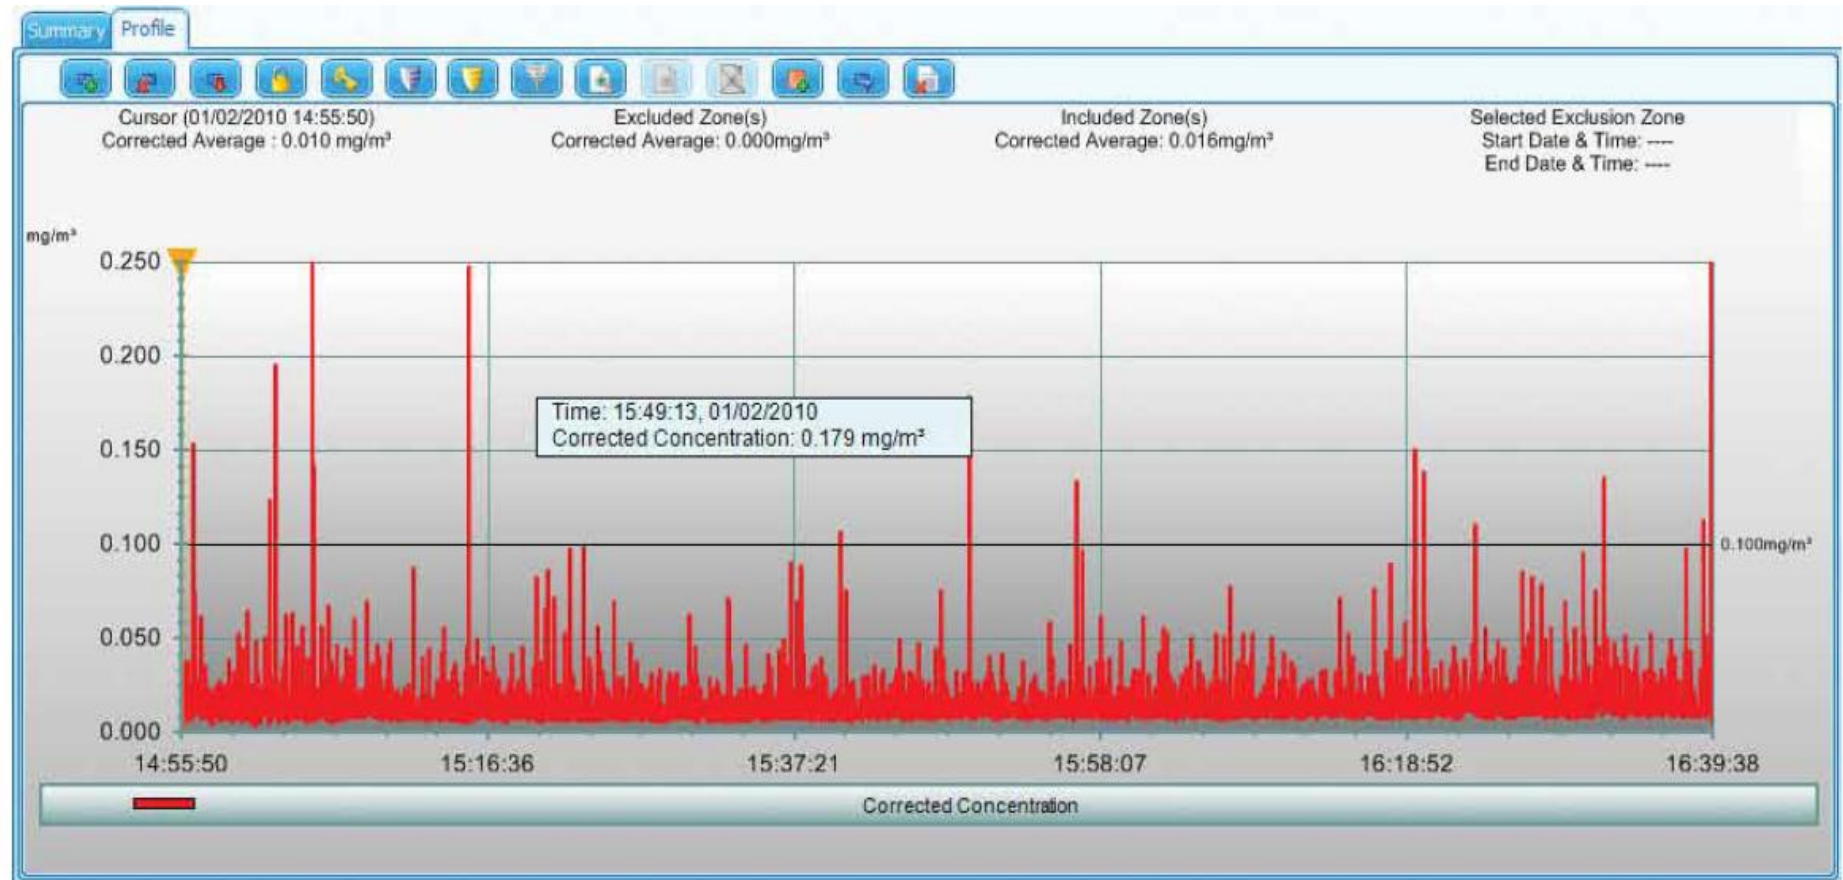 Summary Profile
Cursor (01/02/2010 14:55:50)
Corrected Average : 0.010 mg/m³
Excluded Zone(s)
Corrected Average: 0.000mg/m³
Included Zone(s)
Corrected Average: 0.016mg/m³
Selected Exclusion Zone
Start Date & Time: ----
End Date & Time: ----
mg/m³
0.250
0.200
Time: 15:49:13, 01/02/2010
Corrected Concentration: 0.179 mg/m³
0.150
0.100
0.100mg/m³
0.050
0.000
14:55:50 15:16:36 15:37:21 15:58:07 16:18:52 16:39:38
Corrected Concentration